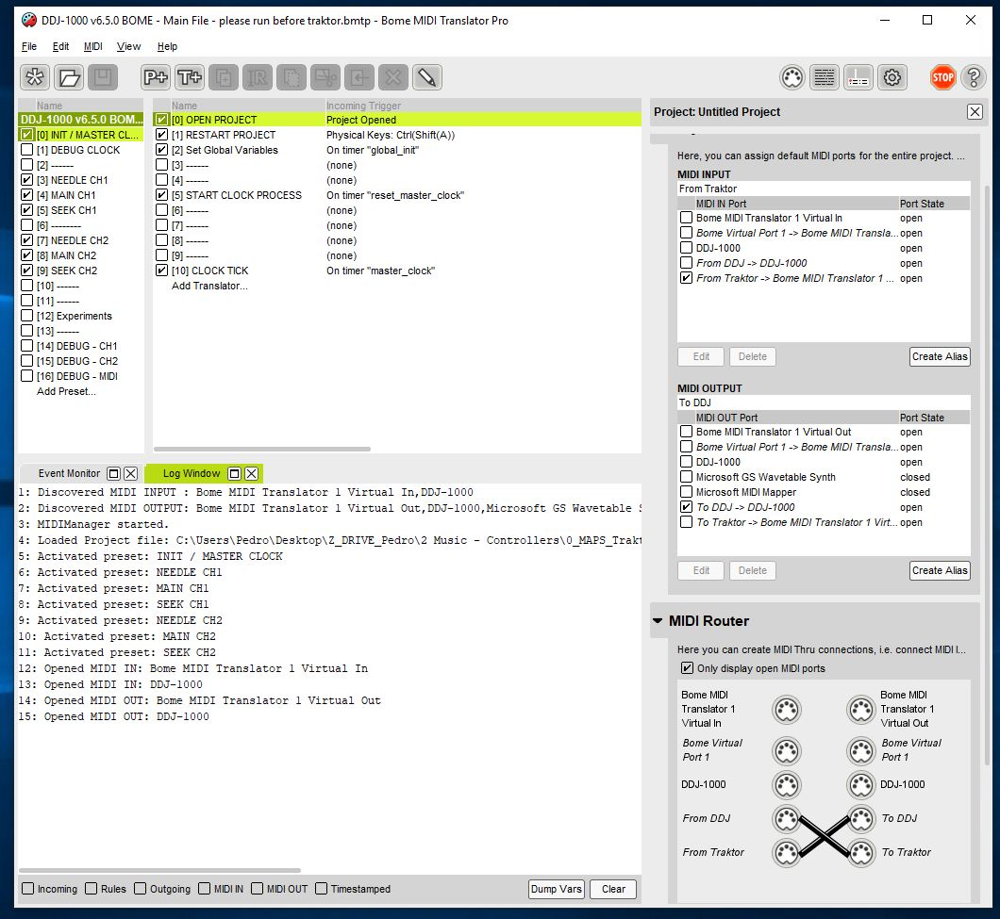 DDJ-1000 v6.5.0 BOME - Main File - please run before traktor.bmtp - Bome MIDI Translator Pro
File Edit MIDI View Help
P+ T+ IR STOP ?
Name
DDJ-1000 v6.5.0 BOM...
[0] INIT / MASTER CL...
[1] DEBUG CLOCK
[2] ------
[3] NEEDLE CH1
[4] MAIN CH1
[5] SEEK CH1
[6] --------
[7] NEEDLE CH2
[8] MAIN CH2
[9] SEEK CH2
[10] ------
[11] ------
[12] Experiments
[13] ------
[14] DEBUG - CH1
[15] DEBUG - CH2
[16] DEBUG - MIDI
Add Preset...
Name Incoming Trigger
[0] OPEN PROJECT Project Opened
[1] RESTART PROJECT Physical Keys: Ctrl(Shift(A))
[2] Set Global Variables On timer "global_init"
[3] ------ (none)
[4] ------ (none)
[5] START CLOCK PROCESS On timer "reset_master_clock"
[6] ------ (none)
[7] ------ (none)
[8] ------ (none)
[9] ------ (none)
[10] CLOCK TICK On timer "master_clock"
Add Translator...
Event Monitor Log Window
1: Discovered MIDI INPUT : Bome MIDI Translator 1 Virtual In,DDJ-1000
2: Discovered MIDI OUTPUT: Bome MIDI Translator 1 Virtual Out,DDJ-1000,Microsoft GS Wavetable S
3: MIDIManager started.
4: Loaded Project file: C:\Users\Pedro\Desktop\Z_DRIVE_Pedro\2 Music - Controllers\0_MAPS_Trakt
5: Activated preset: INIT / MASTER CLOCK
6: Activated preset: NEEDLE CH1
7: Activated preset: MAIN CH1
8: Activated preset: SEEK CH1
9: Activated preset: NEEDLE CH2
10: Activated preset: MAIN CH2
11: Activated preset: SEEK CH2
12: Opened MIDI IN: Bome MIDI Translator 1 Virtual In
13: Opened MIDI IN: DDJ-1000
14: Opened MIDI OUT: Bome MIDI Translator 1 Virtual Out
15: Opened MIDI OUT: DDJ-1000
Incoming Rules Outgoing MIDI IN MIDI OUT Timestamped Dump Vars Clear
Project: Untitled Project
Here, you can assign default MIDI ports for the entire project. ...
MIDI INPUT
From Traktor
MIDI IN Port Port State
Bome MIDI Translator 1 Virtual In open
Bome Virtual Port 1 -> Bome MIDI Transla... open
DDJ-1000 open
From DDJ -> DDJ-1000 open
From Traktor -> Bome MIDI Translator 1 ... open
Edit Delete Create Alias
MIDI OUTPUT
To DDJ
MIDI OUT Port Port State
Bome MIDI Translator 1 Virtual Out open
Bome Virtual Port 1 -> Bome MIDI Transla... open
DDJ-1000 open
Microsoft GS Wavetable Synth closed
Microsoft MIDI Mapper closed
To DDJ -> DDJ-1000 open
To Traktor -> Bome MIDI Translator 1 Virt... open
Edit Delete Create Alias
MIDI Router
Here you can create MIDI Thru connections, i.e. connect MIDI I...
Only display open MIDI ports
Bome MIDI Bome MIDI
Translator 1 Translator 1
Virtual In Virtual Out
Bome Virtual Bome Virtual
Port 1 Port 1
DDJ-1000 DDJ-1000
From DDJ To DDJ
From Traktor To Traktor